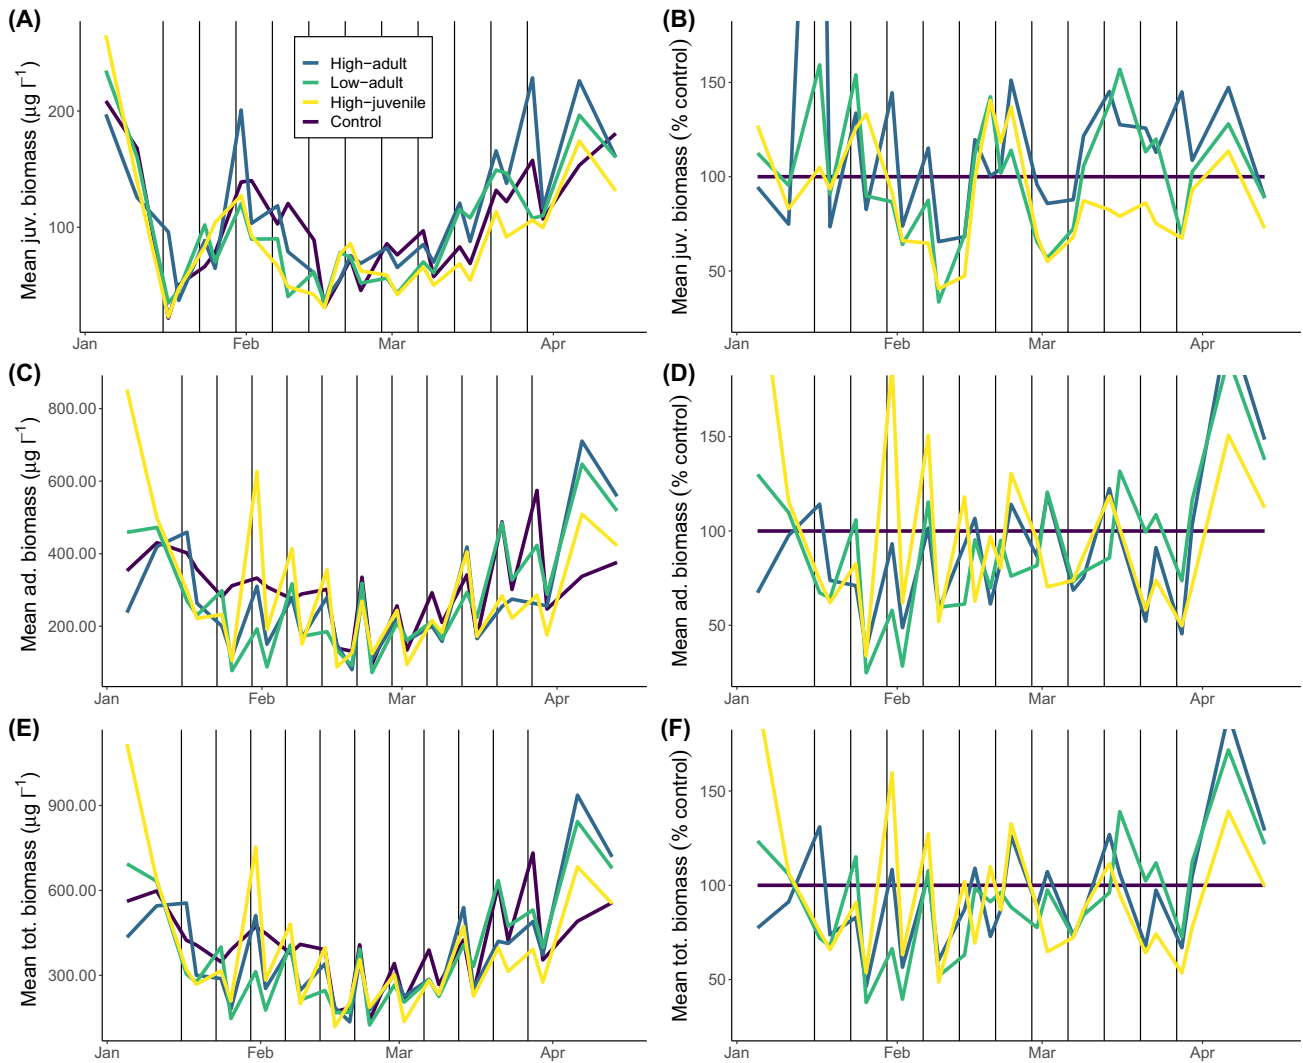 (A)
Mean juv. biomass (µg l⁻¹)
200
100
High−adult
Low−adult
High−juvenile
Control
Jan
Feb
Mar
Apr
(B)
Mean juv. biomass (% control)
150
100
50
Jan
Feb
Mar
Apr
(C)
Mean ad. biomass (µg l⁻¹)
800.00
600.00
400.00
200.00
Jan
Feb
Mar
Apr
(D)
Mean ad. biomass (% control)
150
100
50
Jan
Feb
Mar
Apr
(E)
Mean tot. biomass (µg l⁻¹)
900.00
600.00
300.00
Jan
Feb
Mar
Apr
(F)
Mean tot. biomass (% control)
150
100
50
Jan
Feb
Mar
Apr